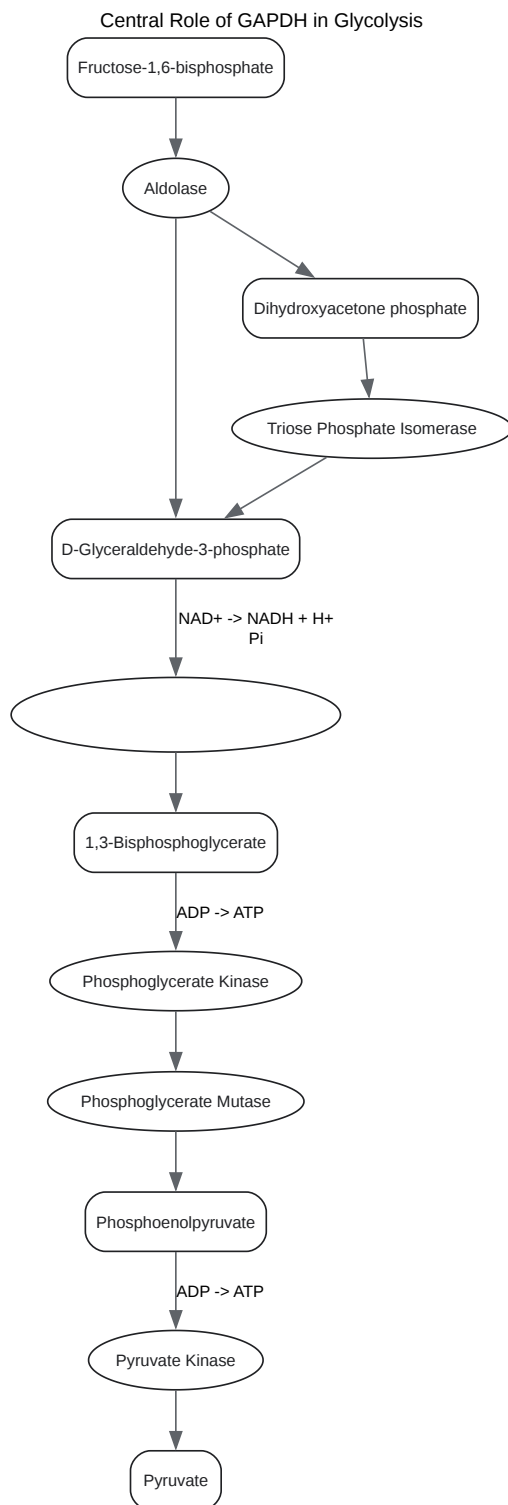 Central Role of GAPDH in Glycolysis
Fructose-1,6-bisphosphate
Aldolase
Dihydroxyacetone phosphate
Triose Phosphate Isomerase
D-Glyceraldehyde-3-phosphate
NAD+ -> NADH + H+
Pi
1,3-Bisphosphoglycerate
ADP -> ATP
Phosphoglycerate Kinase
Phosphoglycerate Mutase
Phosphoenolpyruvate
ADP -> ATP
Pyruvate Kinase
Pyruvate